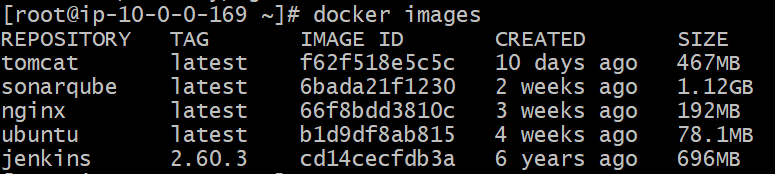 [root@ip-10-0-0-169 ~]# docker images
REPOSITORY   TAG       IMAGE ID       CREATED        SIZE
tomcat       latest    f62f518e5c5c   10 days ago    467MB
sonarqube    latest    6bada21f1230   2 weeks ago    1.12GB
nginx        latest    66f8bdd3810c   3 weeks ago    192MB
ubuntu       latest    b1d9df8ab815   4 weeks ago    78.1MB
jenkins      2.60.3    cd14cecfdb3a   6 years ago    696MB